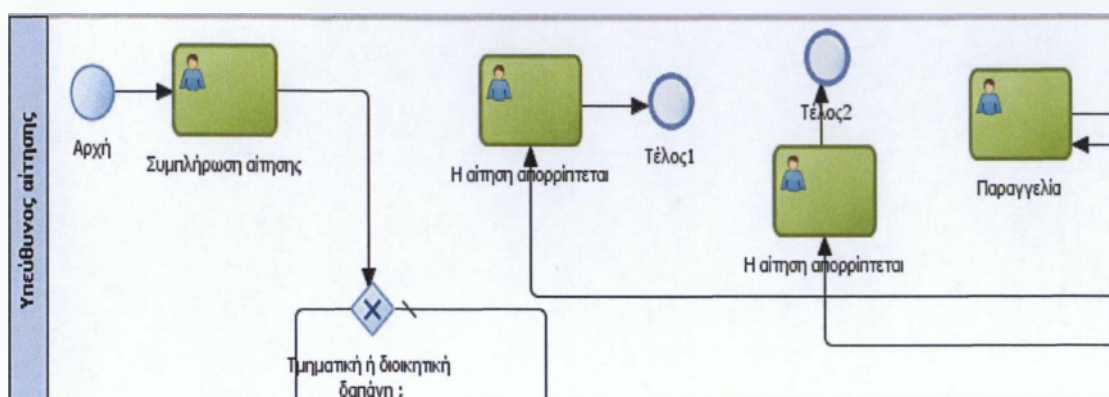 Υπεύθυνος αίτησης
Αρχή
Συμπλήρωση αίτησης
Η αίτηση απορρίπτεται
Τέλος1
Τέλος2
Η αίτηση απορρίπτεται
Παραγγελία
Τμηματική ή διοικητική
δαπάνη ;